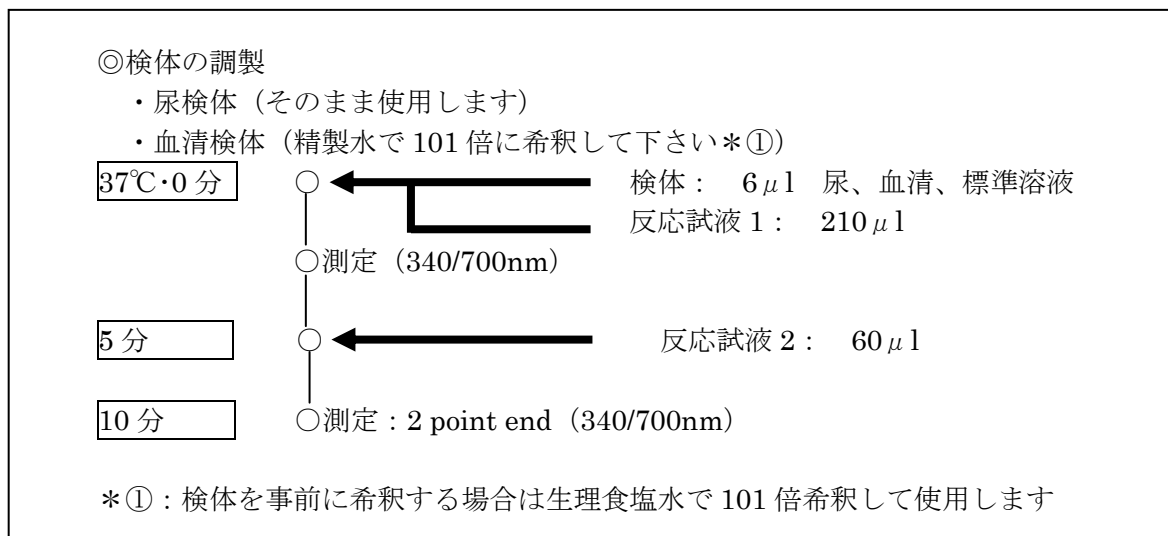 ◎検体の調製
・尿検体（そのまま使用します）
・血清検体（精製水で 101 倍に希釈して下さい＊①）
37℃・0 分
検体： 6μl 尿、血清、標準溶液
反応試液 1： 210μl
○測定（340/700nm）
5 分
反応試液 2： 60μl
10 分
○測定：2 point end（340/700nm）
＊①：検体を事前に希釈する場合は生理食塩水で 101 倍希釈して使用します